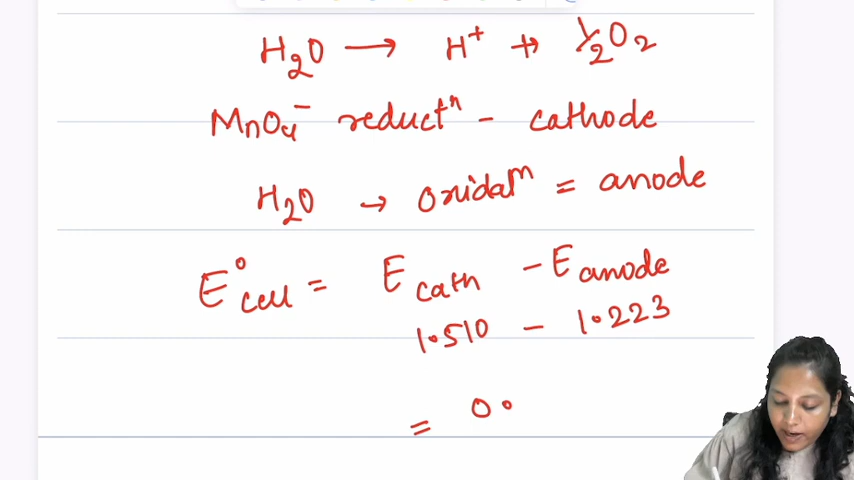 H₂O → H⁺ + ½O₂
MnO₄⁻ reductⁿ - cathode
H₂O → oxidatⁿ = anode
E°cell = Ecath - Eanode
1.510 - 1.223
= 0.